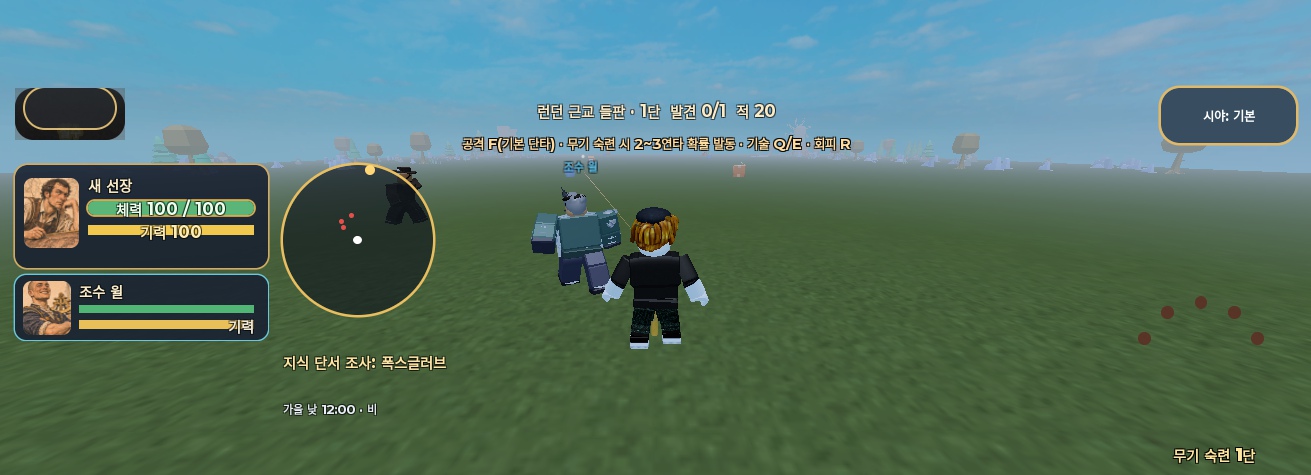 런던 근교 들판 · 1단 발견 0/1 적 20
시야: 기본
공격 F(기본 단타) · 무기 숙련 시 2~3연타 확률 발동 · 기술 Q/E · 회피 R
조수 윌
새 선장
체력 100 / 100
기력 100
조수 윌
기력
지식 단서 조사: 폭스글러브
가을 낮 12:00 · 비
무기 숙련 1단